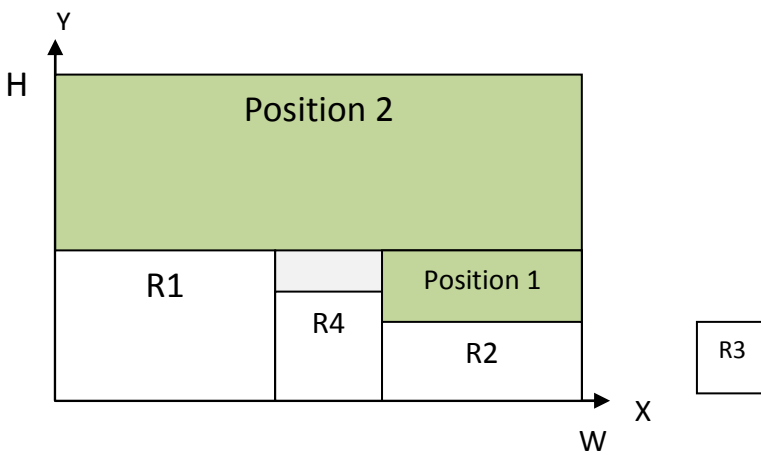 Y
H
Position 2
R1
Position 1
R4
R2
R3
X
W